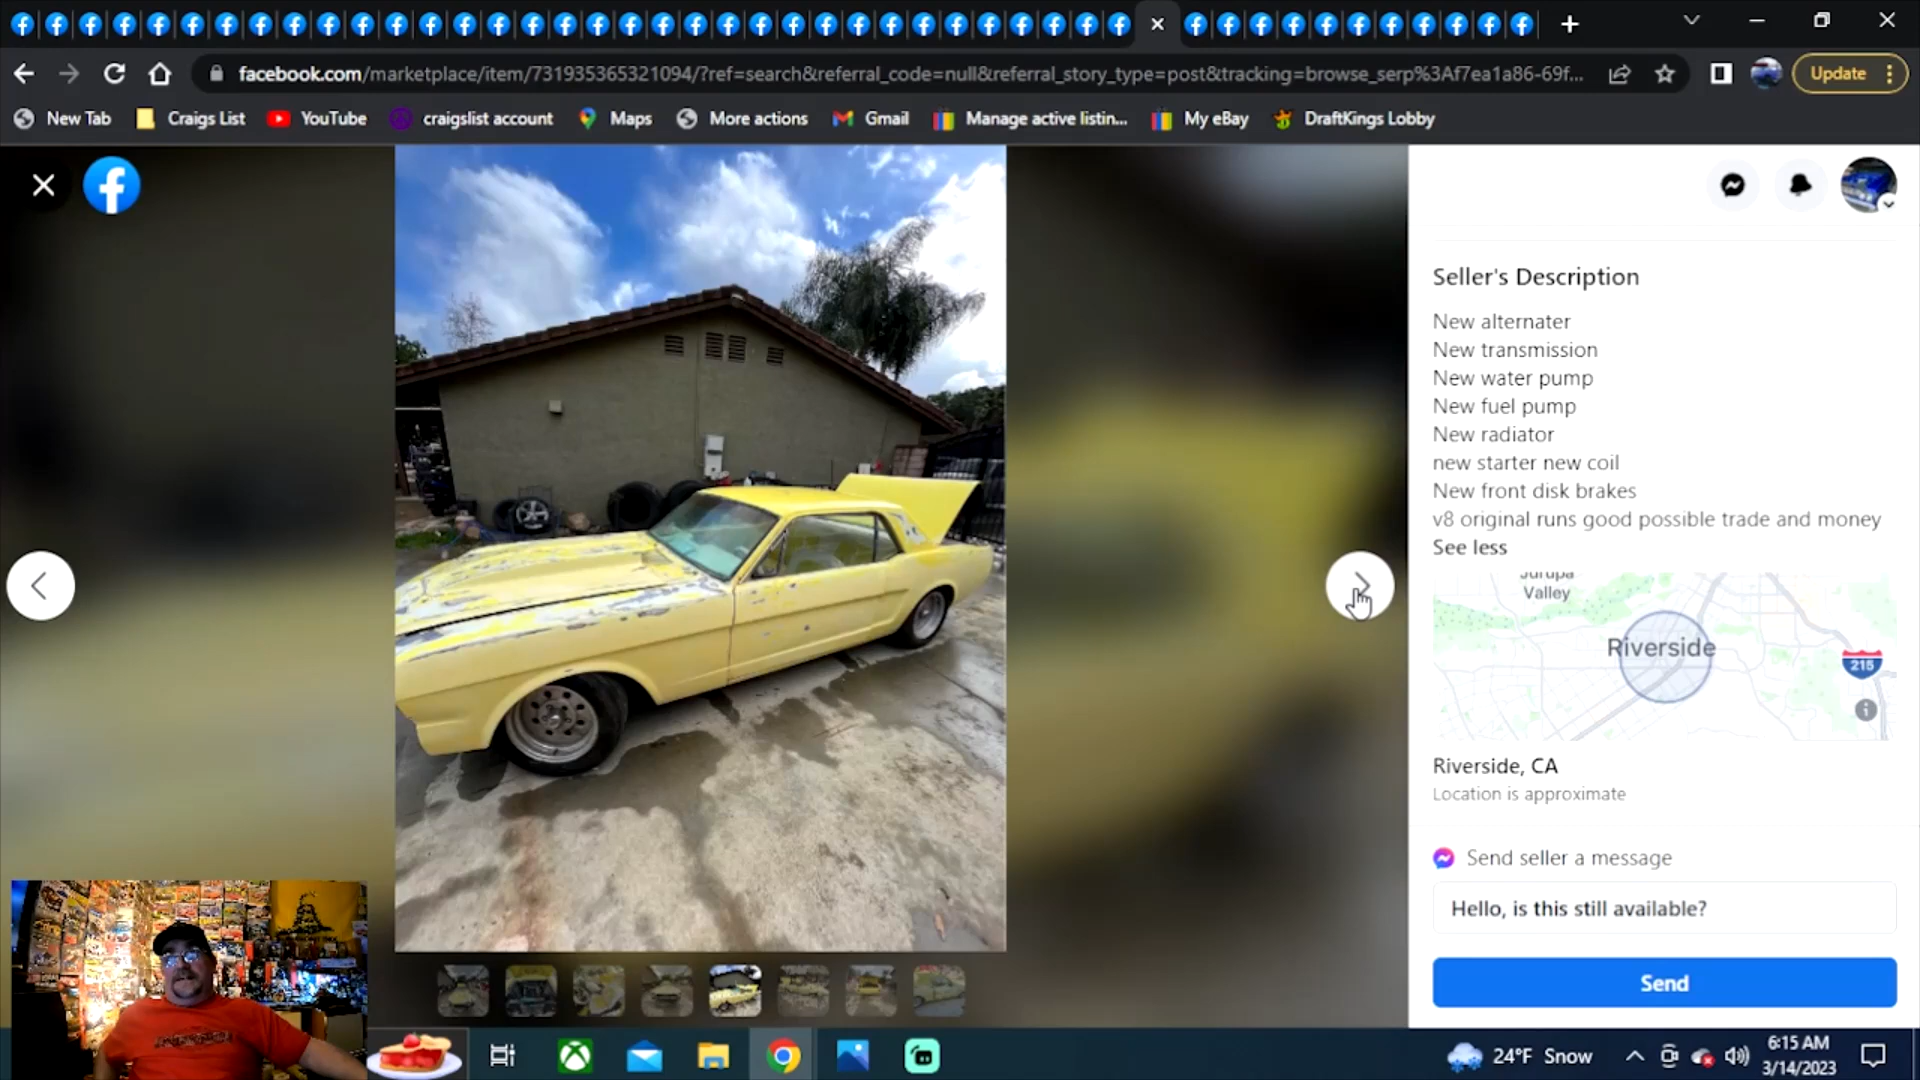 facebook.com/marketplace/item/731935365321094/?ref=search&referral_code=null&referral_story_type=post&tracking=browse_serp%3Af7ea1a86-69f...
Update
New Tab
Craigs List
YouTube
craigslist account
Maps
More actions
Gmail
Manage active listin...
My eBay
DraftKings Lobby
Seller's Description
New alternater
New transmission
New water pump
New fuel pump
New radiator
new starter new coil
New front disk brakes
v8 original runs good possible trade and money
See less
Jurupa
Valley
Riverside
215
Riverside, CA
Location is approximate
Send seller a message
Hello, is this still available?
Send
24°F Snow
6:15 AM
3/14/2023